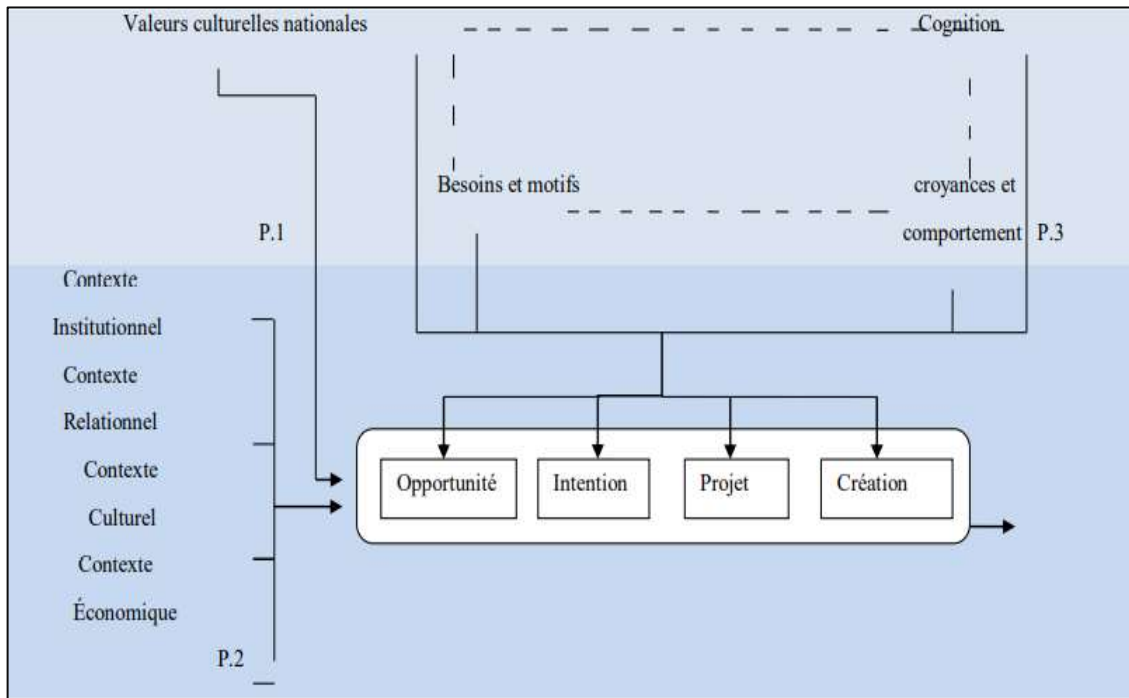 Valeurs culturelles nationales
Cognition
Besoins et motifs
croyances et
comportement
P.1
P.3
Contexte
Institutionnel
Contexte
Relationnel
Contexte
Culturel
Contexte
Économique
P.2
Opportunité
Intention
Projet
Création